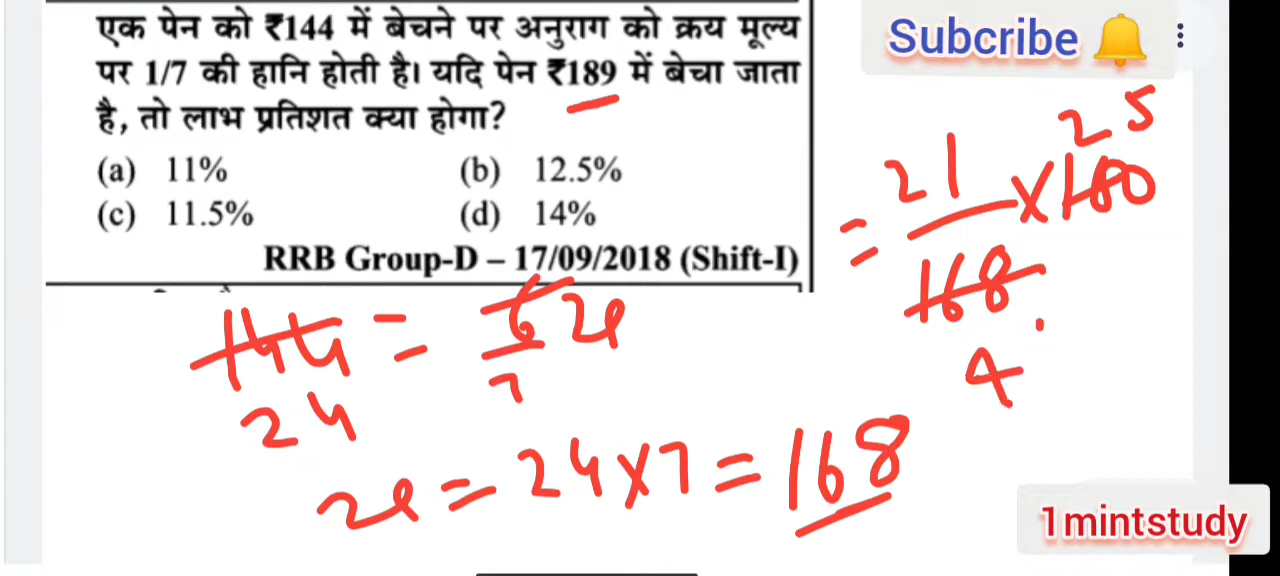 एक पेन को ₹144 में बेचने पर अनुराग को क्रय मूल्य
पर 1/7 की हानि होती है। यदि पेन ₹189 में बेचा जाता
है, तो लाभ प्रतिशत क्या होगा?
(a) 11% (b) 12.5%
(c) 11.5% (d) 14%
RRB Group-D – 17/09/2018 (Shift-I)
Subcribe
= 21/168 × 100
25
4
144 = 6/7 x
24
x = 24 × 7 = 168
1mintstudy